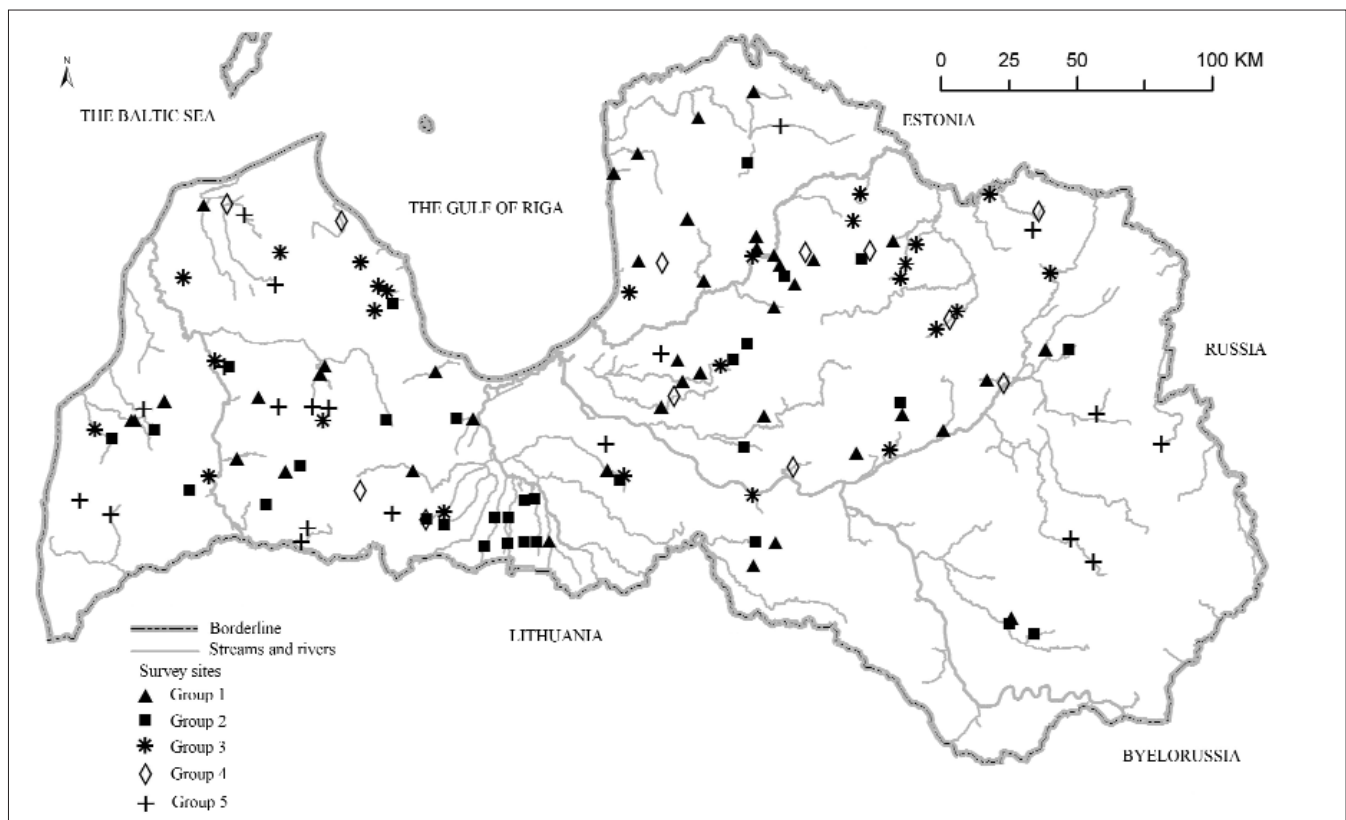 N
0 25 50 100 KM
THE BALTIC SEA
ESTONIA
THE GULF OF RIGA
RUSSIA
LITHUANIA
BYELORUSSIA
Borderline
Streams and rivers
Survey sites
Group 1
Group 2
Group 3
Group 4
Group 5